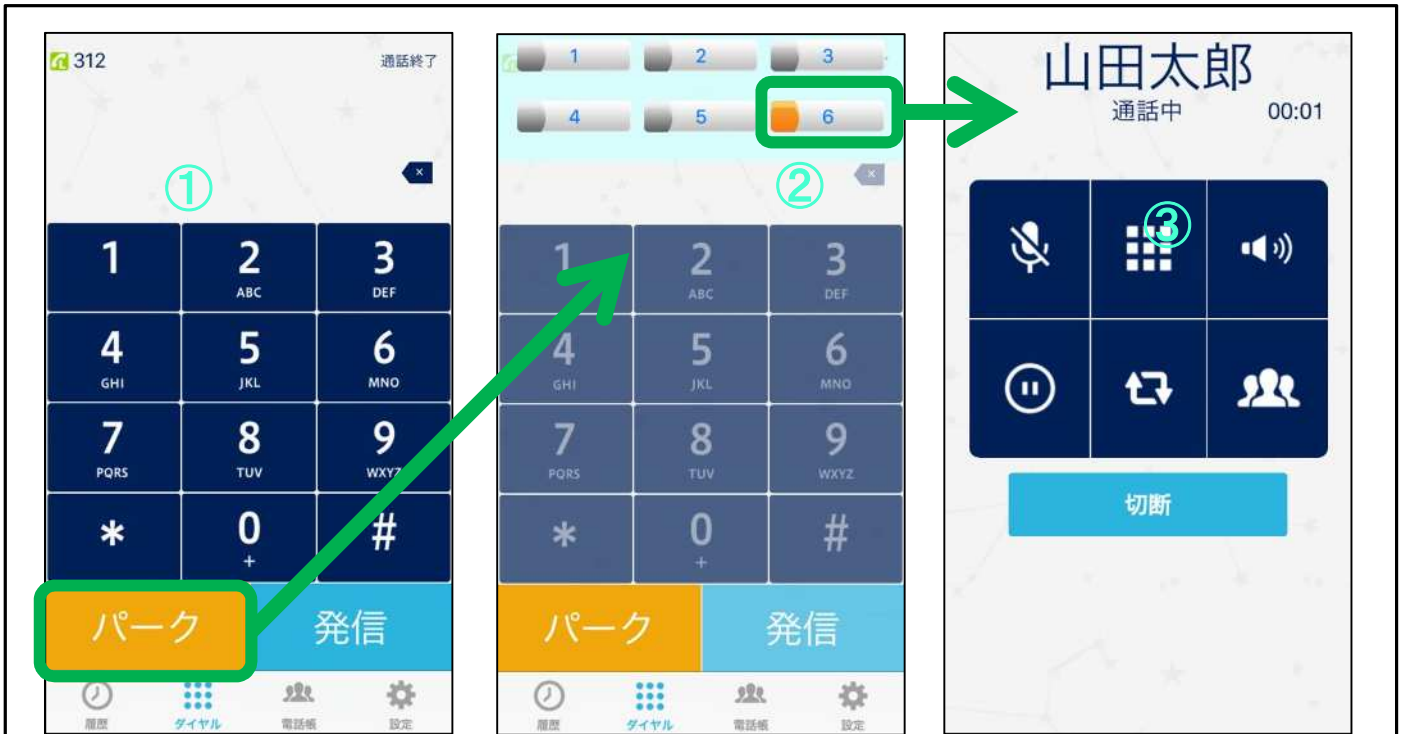 312 通話終了
①
1 2 3
ABC DEF
4 5 6
GHI JKL MNO
7 8 9
PQRS TUV WXYZ
* 0 #
+
パーク 発信
履歴 ダイヤル 電話帳 設定
1 2 3
4 5 6
②
1 2 3
ABC DEF
4 5 6
GHI JKL MNO
7 8 9
PQRS TUV WXYZ
* 0 #
+
パーク 発信
履歴 ダイヤル 電話帳 設定
山田太郎
通話中 00:01
③
切断